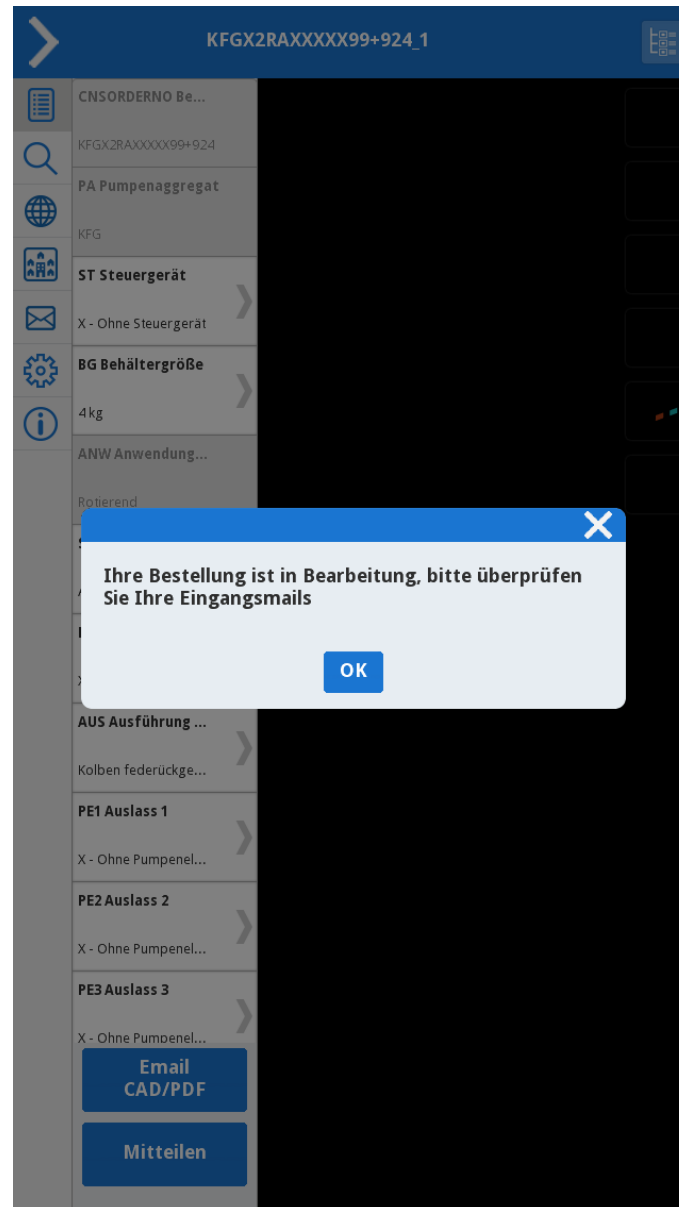 KFGX2RAXXXXX99+924_1
CNSORDERNO Be...
KFGX2RAXXXXX99+924
PA Pumpenaggregat
KFG
ST Steuergerät
X - Ohne Steuergerät
BG Behältergröße
4 kg
ANW Anwendung...
Rotierend
Ihre Bestellung ist in Bearbeitung, bitte überprüfen
Sie Ihre Eingangsmails
OK
AUS Ausführung ...
Kolben federückge...
PE1 Auslass 1
X - Ohne Pumpenel...
PE2 Auslass 2
X - Ohne Pumpenel...
PE3 Auslass 3
X - Ohne Pumpenel...
Email
CAD/PDF
Mitteilen